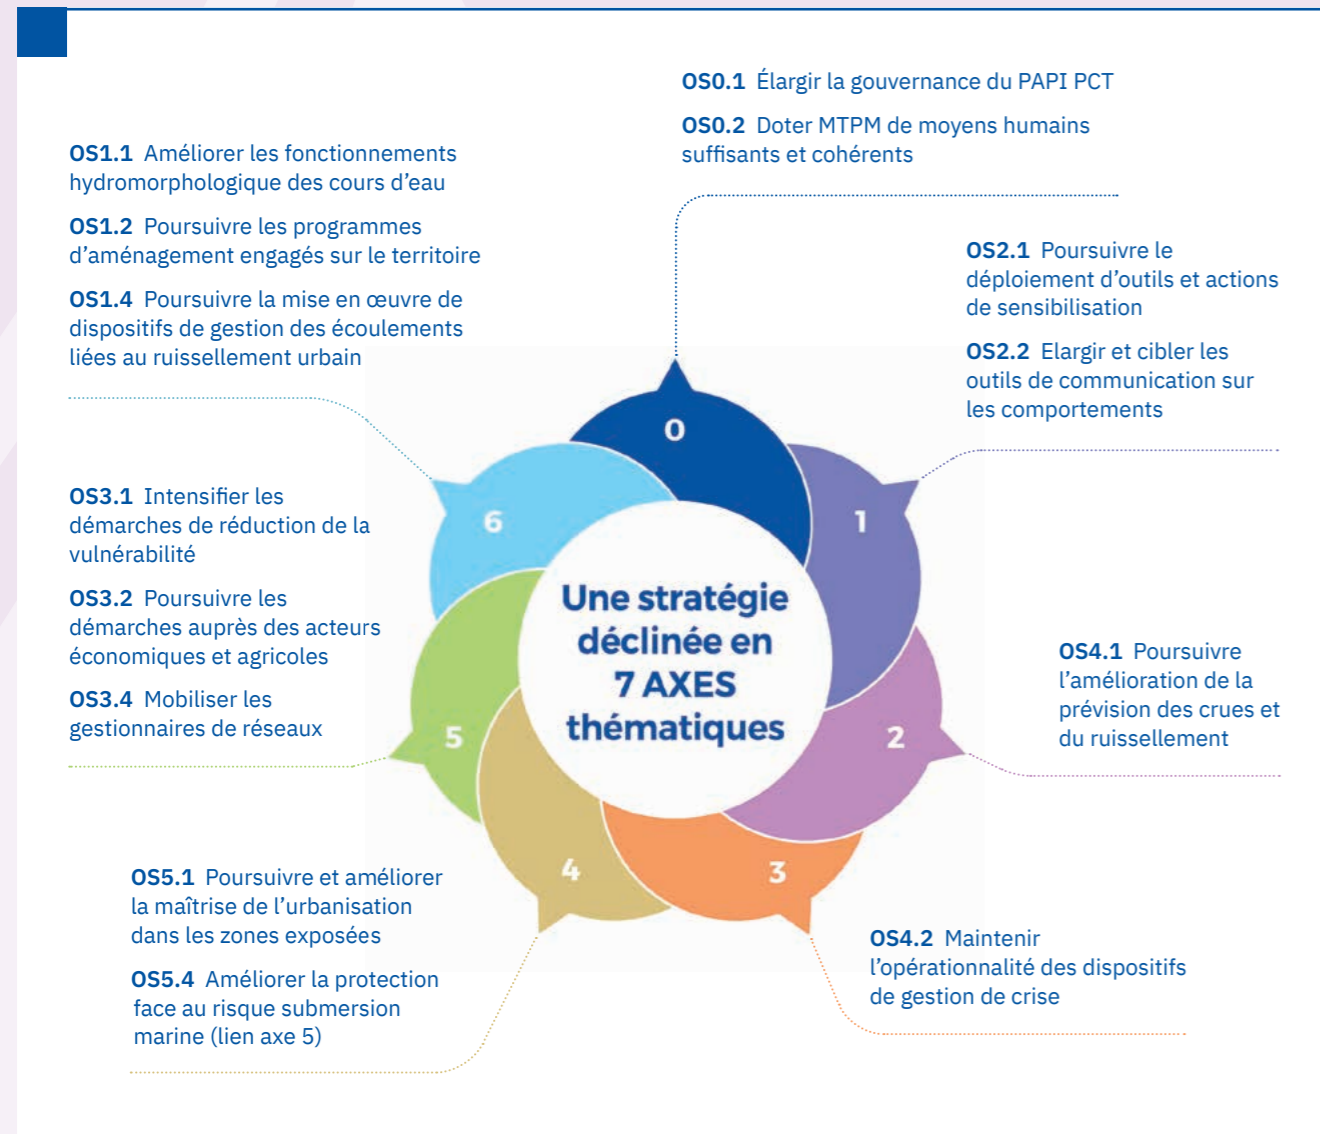 OS0.1 Élargir la gouvernance du PAPI PCT
OS0.2 Doter MTPM de moyens humains
suffisants et cohérents
OS1.1 Améliorer les fonctionnements
hydromorphologique des cours d’eau
OS1.2 Poursuivre les programmes
d’aménagement engagés sur le territoire
OS1.4 Poursuivre la mise en œuvre de
dispositifs de gestion des écoulements
liées au ruissellement urbain
OS2.1 Poursuivre le
déploiement d’outils et actions
de sensibilisation
OS2.2 Elargir et cibler les
outils de communication sur
les comportements
OS3.1 Intensifier les
démarches de réduction de la
vulnérabilité
OS3.2 Poursuivre les
démarches auprès des acteurs
économiques et agricoles
OS3.4 Mobiliser les
gestionnaires de réseaux
0
1
2
3
4
5
6
Une stratégie
déclinée en
7 AXES
thématiques
OS4.1 Poursuivre
l’amélioration de la
prévision des crues et
du ruissellement
OS5.1 Poursuivre et améliorer
la maîtrise de l’urbanisation
dans les zones exposées
OS5.4 Améliorer la protection
face au risque submersion
marine (lien axe 5)
OS4.2 Maintenir
l’opérationnalité des dispositifs
de gestion de crise